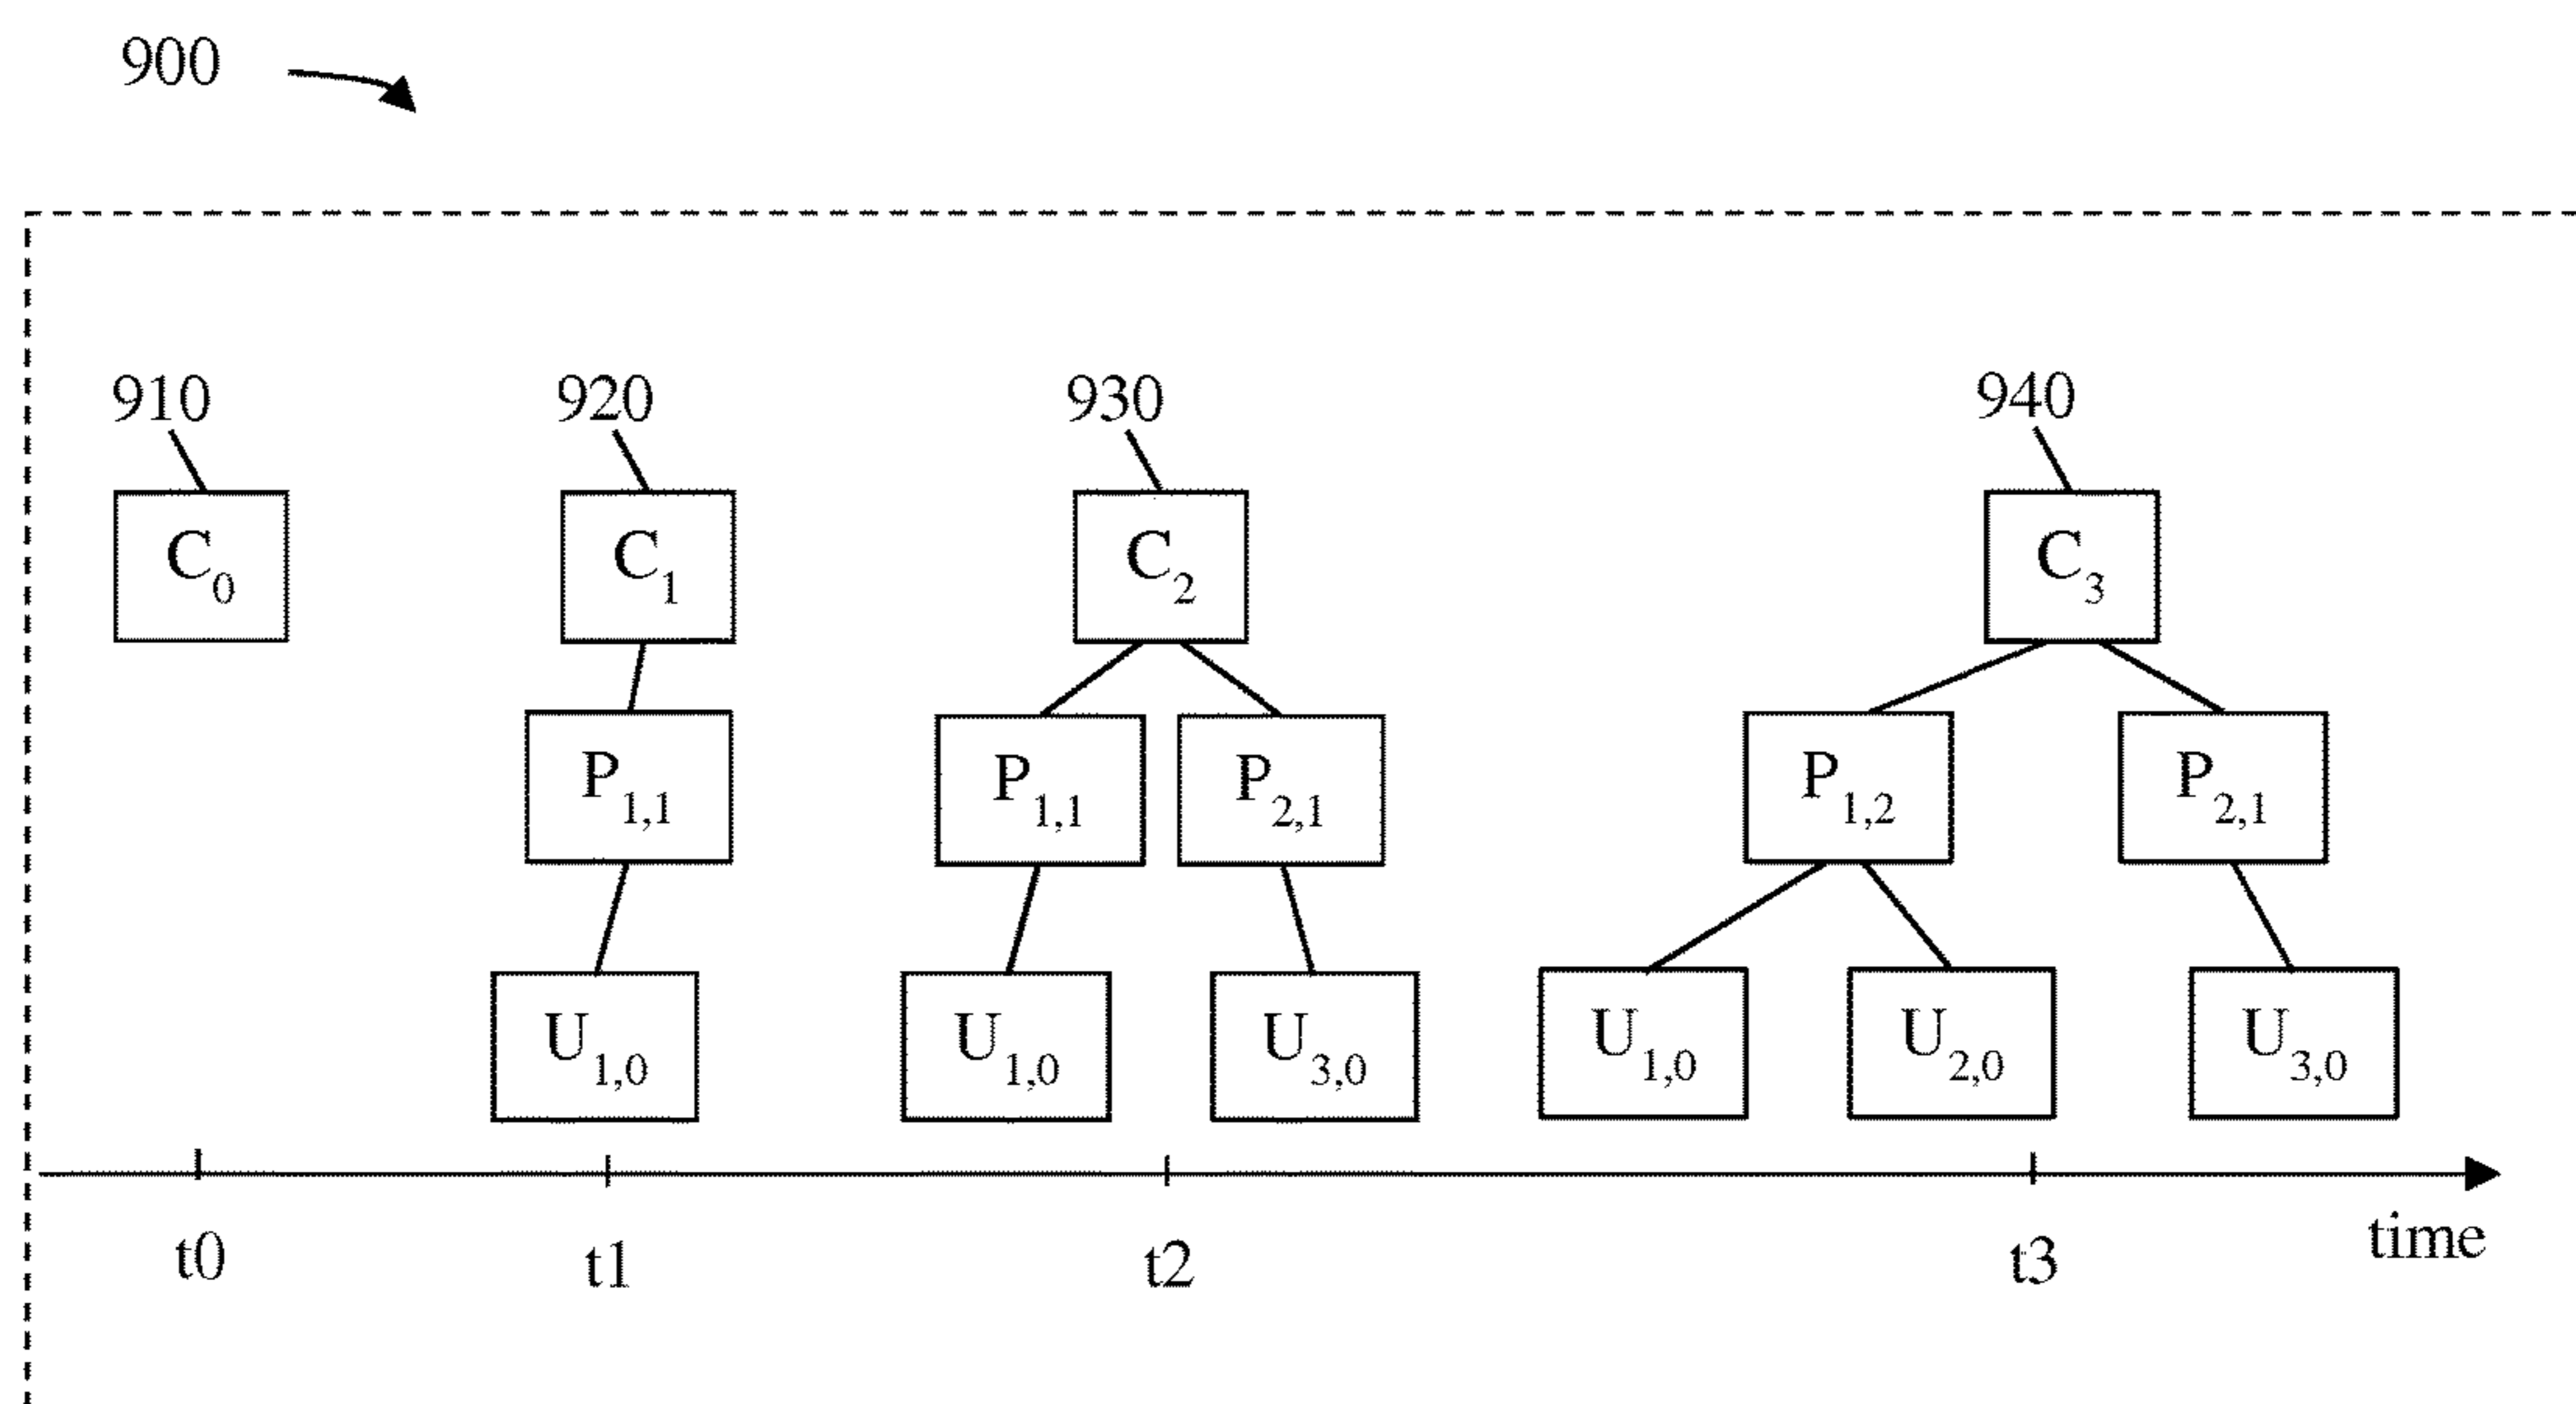 900
910 920 930 940
C0 C1 C2 C3
P1,1 P1,1 P2,1 P1,2 P2,1
U1,0 U1,0 U3,0 U1,0 U2,0 U3,0
t0 t1 t2 t3 time